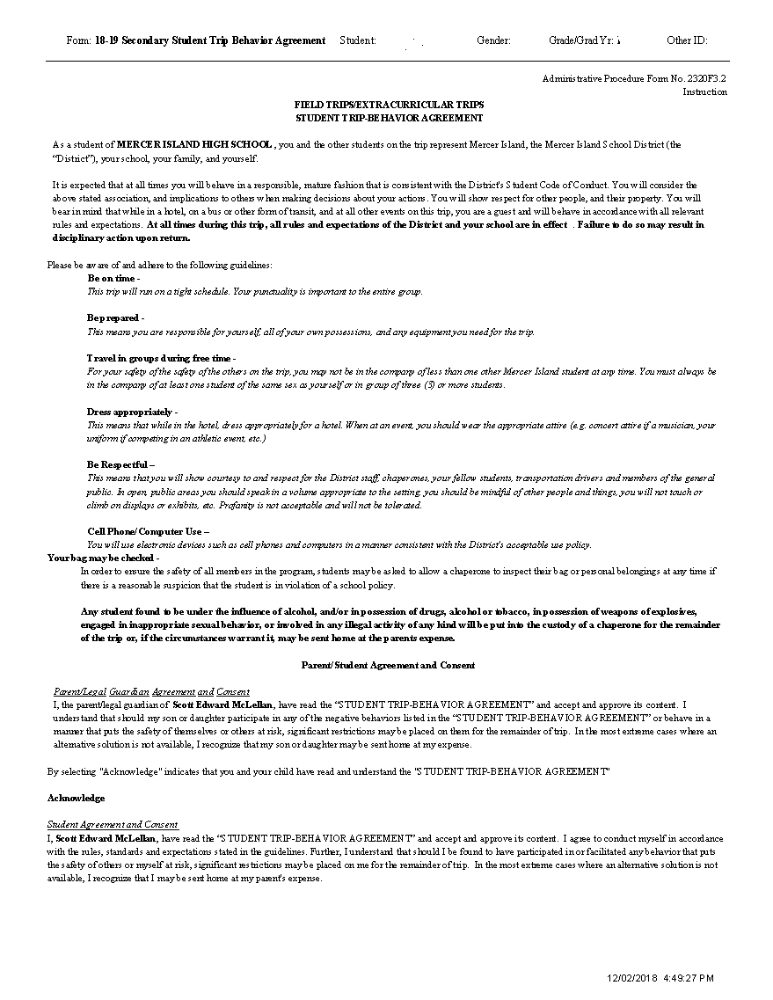 Form: 18-19 Secondary Student Trip Behavior Agreement Student: Gender: Grade/Grad Yr: Other ID:
Administrative Procedure Form No. 2320F3.2
Instruction
FIELD TRIPS/EXTRACURRICULAR TRIPS
STUDENT TRIP-BEHAVIOR AGREEMENT
As a student of MERCER ISLAND HIGH SCHOOL , you and the other students on the trip represent Mercer Island, the Mercer Island School District (the
“District”), your school, your family, and yourself.
It is expected that at all times you will behave in a responsible, mature fashion that is consistent with the District's Student Code of Conduct. You will consider the
above stated association, and implications to others when making decisions about your actions. You will show respect for other people, and their property. You will
bear in mind that while in a hotel, on a bus or other form of transit, and at all other events on this trip, you are a guest and will behave in accordance with all relevant
rules and expectations. At all times during this trip, all rules and expectations of the District and your school are in effect . Failure to do so may result in
disciplinary action upon return.
Please be aware of and adhere to the following guidelines:
Be on time -
This trip will run on a tight schedule. Your punctuality is important to the entire group.
Be prepared -
This means you are responsible for yourself, all of your own possessions, and any equipment you need for the trip.
Travel in groups during free time -
For your safety of the safety of the others on the trip, you may not be in the company of less than one other Mercer Island student at any time. You must always be
in the company of at least one student of the same sex as yourself or in group of three (3) or more students.
Dress appropriately -
This means that while in the hotel, dress appropriately for a hotel. When at an event, you should wear the appropriate attire (e.g. concert attire if a musician, your
uniform if competing in an athletic event, etc.)
Be Respectful –
This means that you will show courtesy to and respect for the District staff, chaperones, your fellow students, transportation drivers and members of the general
public. In open, public areas you should speak in a volume appropriate to the setting, you should be mindful of other people and things, you will not touch or
climb on displays or exhibits, etc. Profanity is not acceptable and will not be tolerated.
Cell Phone/Computer Use –
You will use electronic devices such as cell phones and computers in a manner consistent with the District's acceptable use policy.
Your bag may be checked -
In order to ensure the safety of all members in the program, students may be asked to allow a chaperone to inspect their bag or personal belongings at any time if
there is a reasonable suspicion that the student is in violation of a school policy.
Any student found to be under the influence of alcohol, and/or in possession of drugs, alcohol or tobacco, in possession of weapons of explosives,
engaged in inappropriate sexual behavior, or involved in any illegal activity of any kind will be put into the custody of a chaperone for the remainder
of the trip or, if the circumstances warrant it, may be sent home at the parents expense.
Parent/Student Agreement and Consent
Parent/Legal Guardian Agreement and Consent
I, the parent/legal guardian of Scott Edward McLellan, have read the “STUDENT TRIP-BEHAVIOR AGREEMENT” and accept and approve its content. I
understand that should my son or daughter participate in any of the negative behaviors listed in the “STUDENT TRIP-BEHAVIOR AGREEMENT” or behave in a
manner that puts the safety of themselves or others at risk, significant restrictions may be placed on them for the remainder of trip. In the most extreme cases where an
alternative solution is not available, I recognize that my son or daughter may be sent home at my expense.
By selecting "Acknowledge" indicates that you and your child have read and understand the "STUDENT TRIP-BEHAVIOR AGREEMENT"
Acknowledge
Student Agreement and Consent
I, Scott Edward McLellan, have read the “STUDENT TRIP-BEHAVIOR AGREEMENT” and accept and approve its content. I agree to conduct myself in accordance
with the rules, standards and expectations stated in the guidelines. Further, I understand that should I be found to have participated in or facilitated any behavior that puts
the safety of others or myself at risk, significant restrictions may be placed on me for the remainder of trip. In the most extreme cases where an alternative solution is not
available, I recognize that I may be sent home at my parent's expense.
12/02/2018 4:49:27 PM